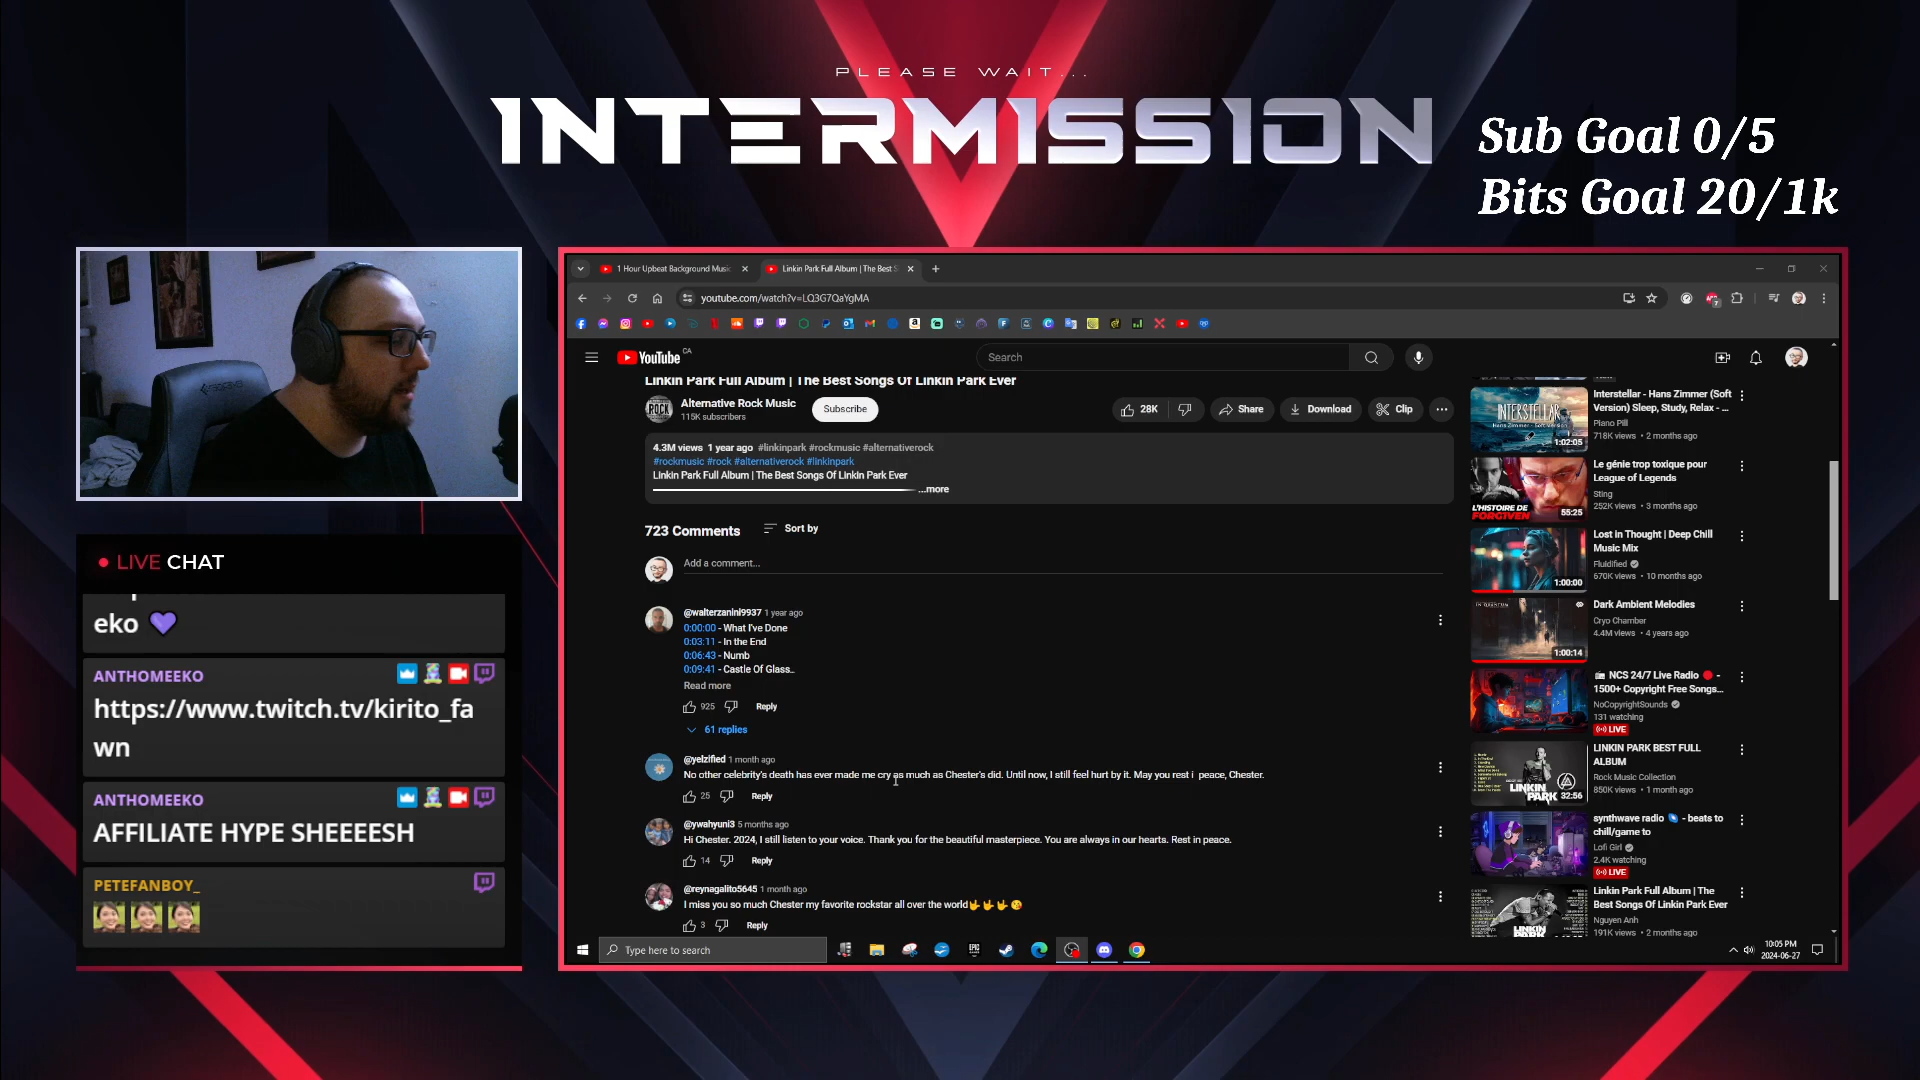 PLEASE WAIT...
INTERMISSION
Sub Goal 0/5
Bits Goal 20/1k
LIVE CHAT
eko 💜
ANTHOMEEKO
https://www.twitch.tv/kirito_fa
wn
ANTHOMEEKO
AFFILIATE HYPE SHEEEESH
PETEFANBOY_
1 Hour Upbeat Background Music
Linkin Park Full Album | The Best S
youtube.com/watch?v=LQ3G7QaYgMA
YouTube CA
Search
Linkin Park Full Album | The Best Songs Of Linkin Park Ever
Alternative Rock Music
115K subscribers
Subscribe
28K
Share
Download
Clip
4.3M views 1 year ago #linkinpark #rockmusic #alternativerock
#rockmusic #rock #alternativerock #linkinpark
Linkin Park Full Album | The Best Songs Of Linkin Park Ever
...more
723 Comments
Sort by
Add a comment...
@walterzanini9937 1 year ago
0:00:00 - What I've Done
0:03:11 - In the End
0:06:43 - Numb
0:09:41 - Castle Of Glass..
Read more
925 Reply
61 replies
@yelzified 1 month ago
No other celebrity's death has ever made me cry as much as Chester's did. Until now, I still feel hurt by it. May you rest i peace, Chester.
25 Reply
@ywahyuni3 5 months ago
Hi Chester. 2024, I still listen to your voice. Thank you for the beautiful masterpiece. You are always in our hearts. Rest in peace.
14 Reply
@reynagalito5645 1 month ago
I miss you so much Chester my favorite rockstar all over the world🤟🤟🤟😘
3 Reply
INTERSTELLAR
1:02:05
Interstellar - Hans Zimmer (Soft
Version) Sleep, Study, Relax - ...
Piano Pill
718K views • 2 months ago
L'HISTOIRE DE
FORG1VEN
55:25
Le génie trop toxique pour
League of Legends
Sting
252K views • 3 months ago
1:00:00
Lost in Thought | Deep Chill
Music Mix
Fluidified
670K views • 10 months ago
1:00:14
Dark Ambient Melodies
Cryo Chamber
4.4M views • 4 years ago
📻 NCS 24/7 Live Radio 🔴 -
1500+ Copyright Free Songs...
NoCopyrightSounds
131 watching
LIVE
LINKIN PARK
32:56
LINKIN PARK BEST FULL
ALBUM
Rock Music Collection
850K views • 1 month ago
synthwave radio 🌌 - beats to
chill/game to
Lofi Girl
2.4K watching
LIVE
LINKIN PARK
Linkin Park Full Album | The
Best Songs Of Linkin Park Ever
Nguyen Anh
191K views • 2 months ago
Type here to search
10:05 PM
2024-06-27